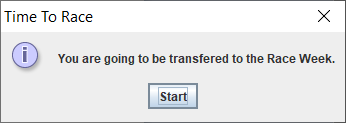 Time To Race
You are going to be transfered to the Race Week.
Start